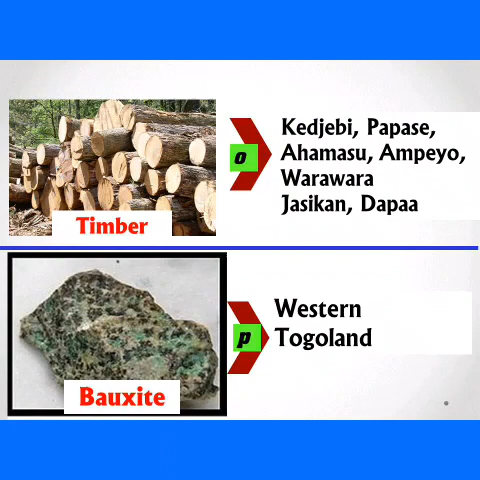 Timber
o
Kedjebi, Papase,
Ahamasu, Ampeyo,
Warawara
Jasikan, Dapaa
Bauxite
p
Western
Togoland